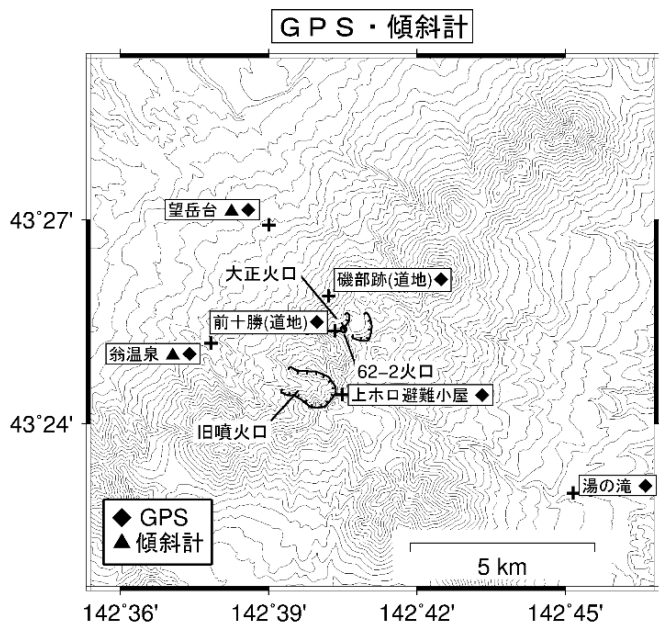 GPS・傾斜計
43°27'
望岳台 ▲◆
大正火口
磯部跡(道地)◆
前十勝(道地)◆
翁温泉 ▲◆
62-2火口
上ホロ避難小屋 ◆
43°24'
旧噴火口
湯の滝 ◆
◆ GPS
▲傾斜計
5 km
142°36'
142°39'
142°42'
142°45'